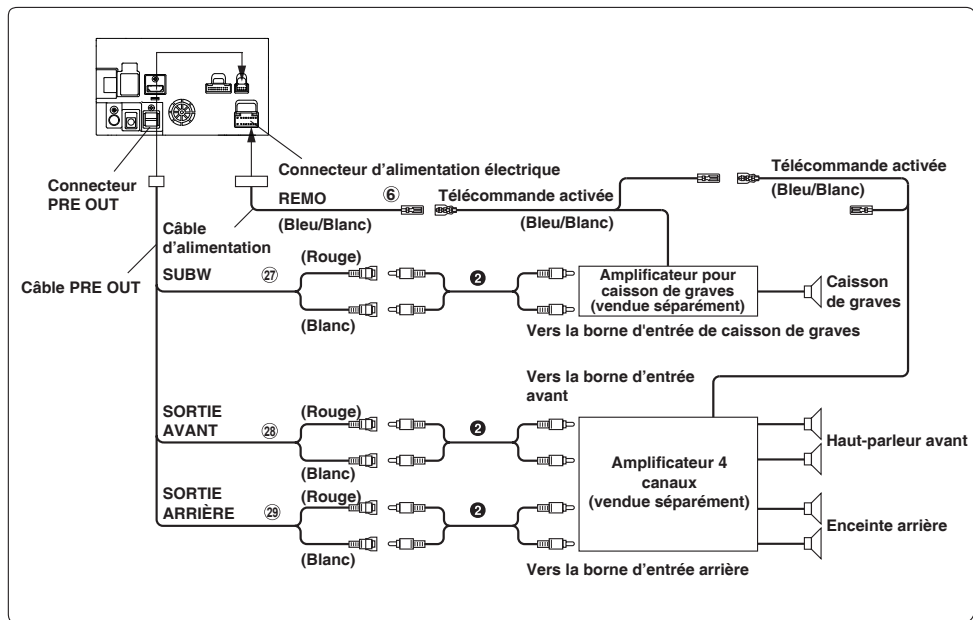 Connecteur d'alimentation électrique
Connecteur
PRE OUT
REMO
⑥
(Bleu/Blanc)
Télécommande activée
(Bleu/Blanc)
Télécommande activée
(Bleu/Blanc)
Câble
d'alimentation
Câble PRE OUT
SUBW
㉗
(Rouge)
(Blanc)
❷
Amplificateur pour
caisson de graves
(vendue séparément)
Caisson
de graves
Vers la borne d'entrée de caisson de graves
Vers la borne d'entrée
avant
SORTIE
AVANT
㉘
(Rouge)
(Blanc)
❷
Amplificateur 4
canaux
(vendue séparément)
Haut-parleur avant
SORTIE
ARRIÈRE
㉙
(Rouge)
(Blanc)
❷
Enceinte arrière
Vers la borne d'entrée arrière